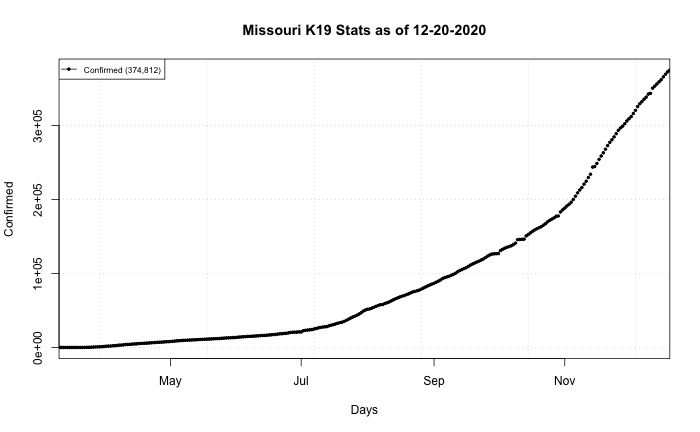 Missouri K19 Stats as of 12-20-2020
Confirmed (374,812)
Confirmed
3e+05
2e+05
1e+05
0e+00
May Jul Sep Nov
Days